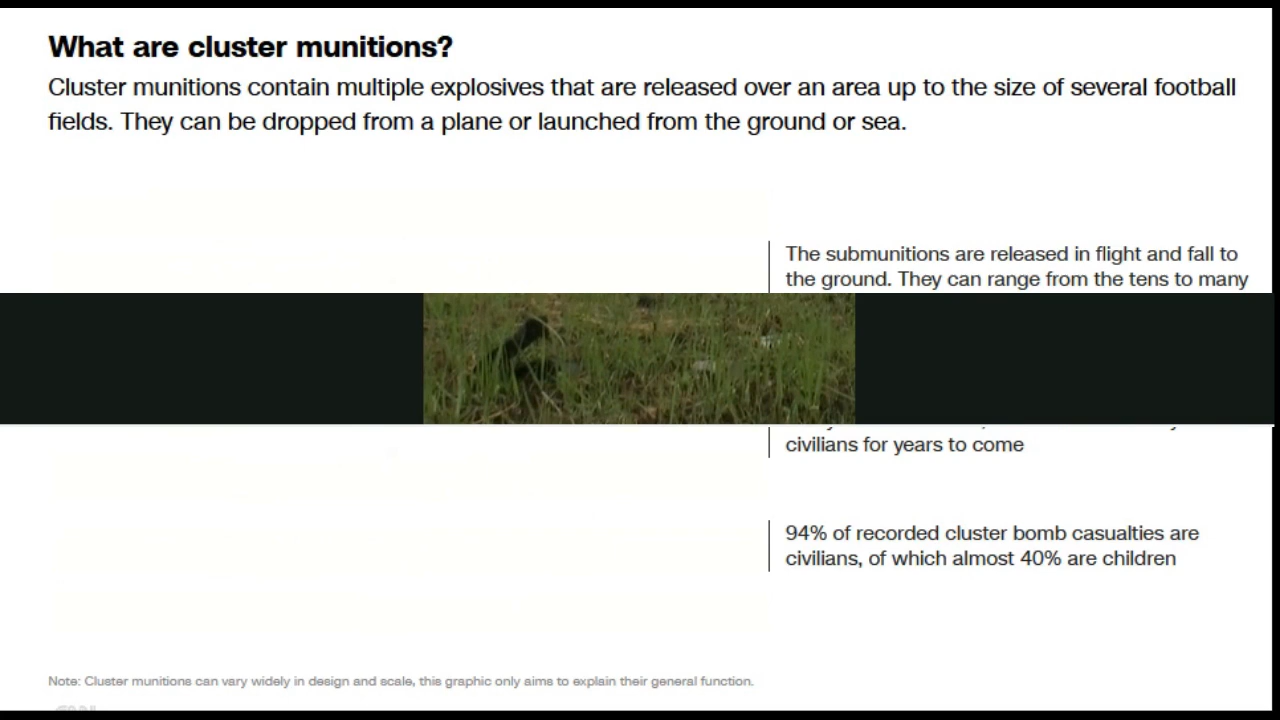 What are cluster munitions?
Cluster munitions contain multiple explosives that are released over an area up to the size of several football
fields. They can be dropped from a plane or launched from the ground or sea.
The submunitions are released in flight and fall to
the ground. They can range from the tens to many
civilians for years to come
94% of recorded cluster bomb casualties are
civilians, of which almost 40% are children
Note: Cluster munitions can vary widely in design and scale, this graphic only aims to explain their general function.